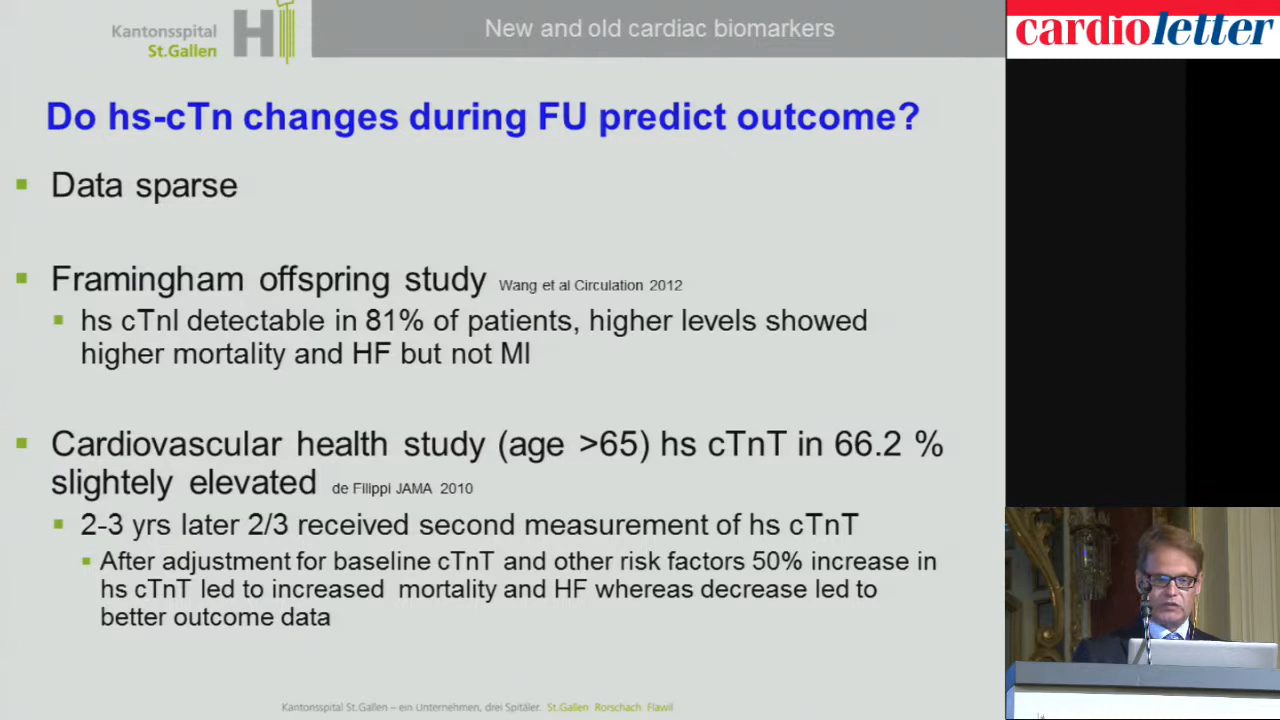 Kantonsspital
St.Gallen
New and old cardiac biomarkers
cardioletter
Do hs-cTn changes during FU predict outcome?
Data sparse
Framingham offspring study Wang et al Circulation 2012
hs cTnI detectable in 81% of patients, higher levels showed
higher mortality and HF but not MI
Cardiovascular health study (age >65) hs cTnT in 66.2 %
slightely elevated de Filippi JAMA 2010
2-3 yrs later 2/3 received second measurement of hs cTnT
After adjustment for baseline cTnT and other risk factors 50% increase in
hs cTnT led to increased mortality and HF whereas decrease led to
better outcome data
Kantonsspital St.Gallen – ein Unternehmen, drei Spitäler. St.Gallen Rorschach Flawil